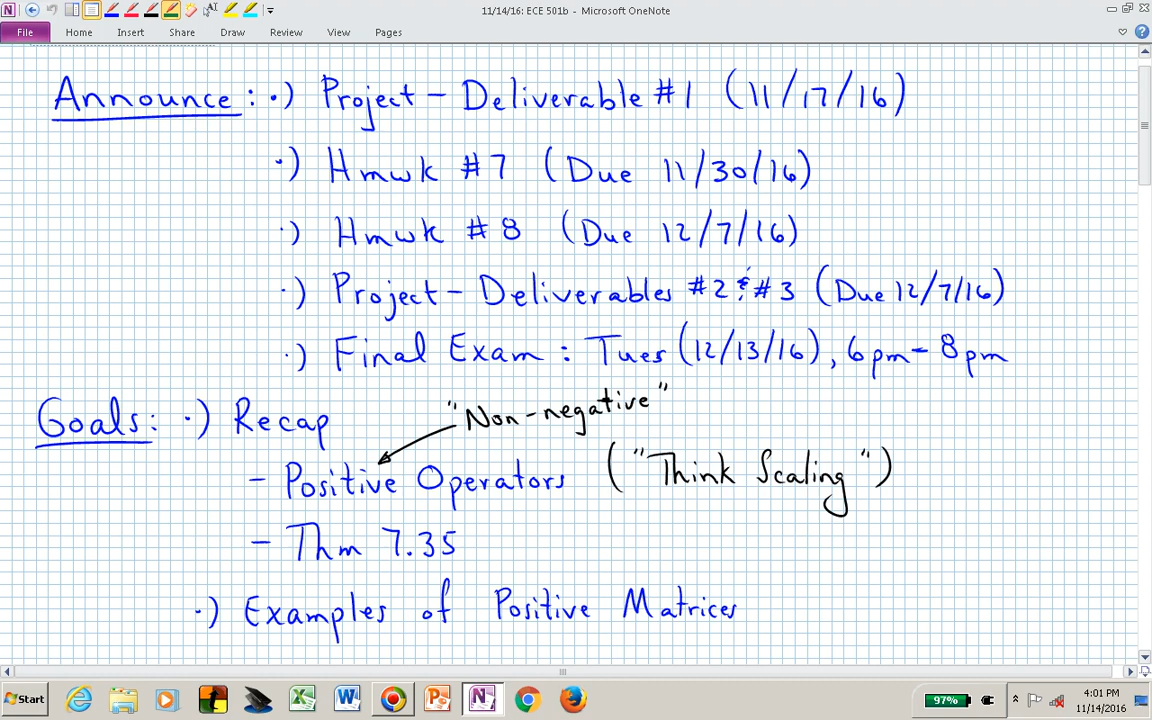 11/14/16: ECE 501b - Microsoft OneNote
File Home Insert Share Draw Review View Pages
Announce: ·) Project - Deliverable #1 (11/17/16)
·) Hmwk #7 (Due 11/30/16)
·) Hmwk #8 (Due 12/7/16)
·) Project - Deliverables #2 & #3 (Due 12/7/16)
·) Final Exam: Tues (12/13/16), 6pm - 8pm
Goals: ·) Recap
"Non-negative"
- Positive Operators ("Think Scaling")
- Thm 7.35
·) Examples of Positive Matrices
Start
97%
4:01 PM
11/14/2016